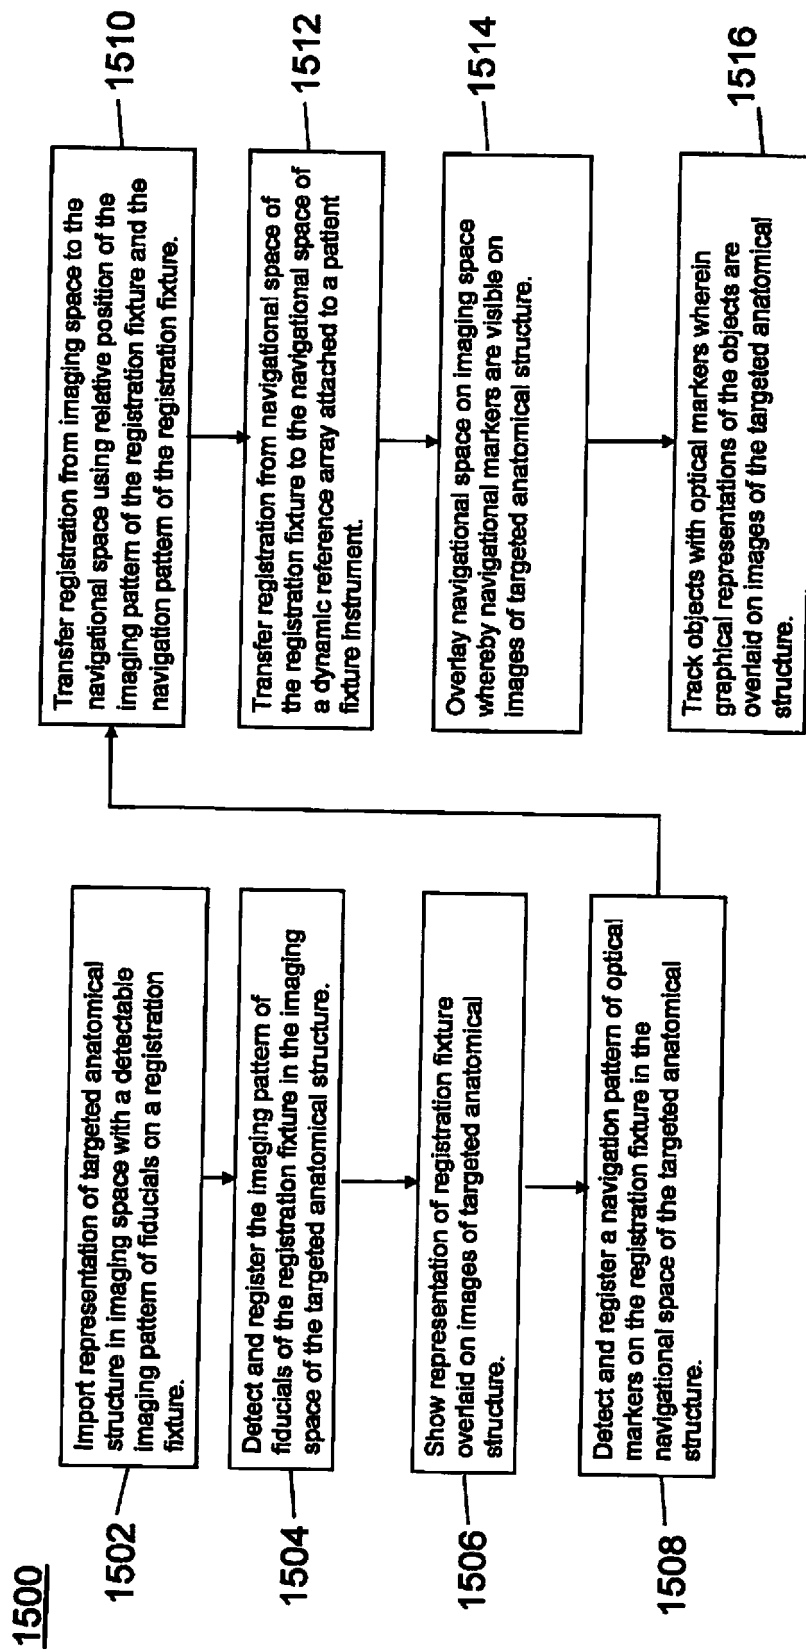 1500
1502
Import representation of targeted anatomical
structure in imaging space with a detectable
imaging pattern of fiducials on a registration
fixture.
1504
Detect and register the imaging pattern of
fiducials of the registration fixture in the imaging
space of the targeted anatomical structure.
1506
Show representation of registration fixture
overlaid on images of targeted anatomical
structure.
1508
Detect and register a navigation pattern of optical
markers on the registration fixture in the
navigational space of the targeted anatomical
structure.
1510
Transfer registration from imaging space to the
navigational space using relative position of the
imaging pattern of the registration fixture and the
navigation pattern of the registration fixture.
1512
Transfer registration from navigational space of
the registration fixture to the navigational space of
a dynamic reference array attached to a patient
fixture instrument.
1514
Overlay navigational space on imaging space
whereby navigational markers are visible on
images of targeted anatomical structure.
1516
Track objects with optical markers wherein
graphical representations of the objects are
overlaid on images of the targeted anatomical
structure.